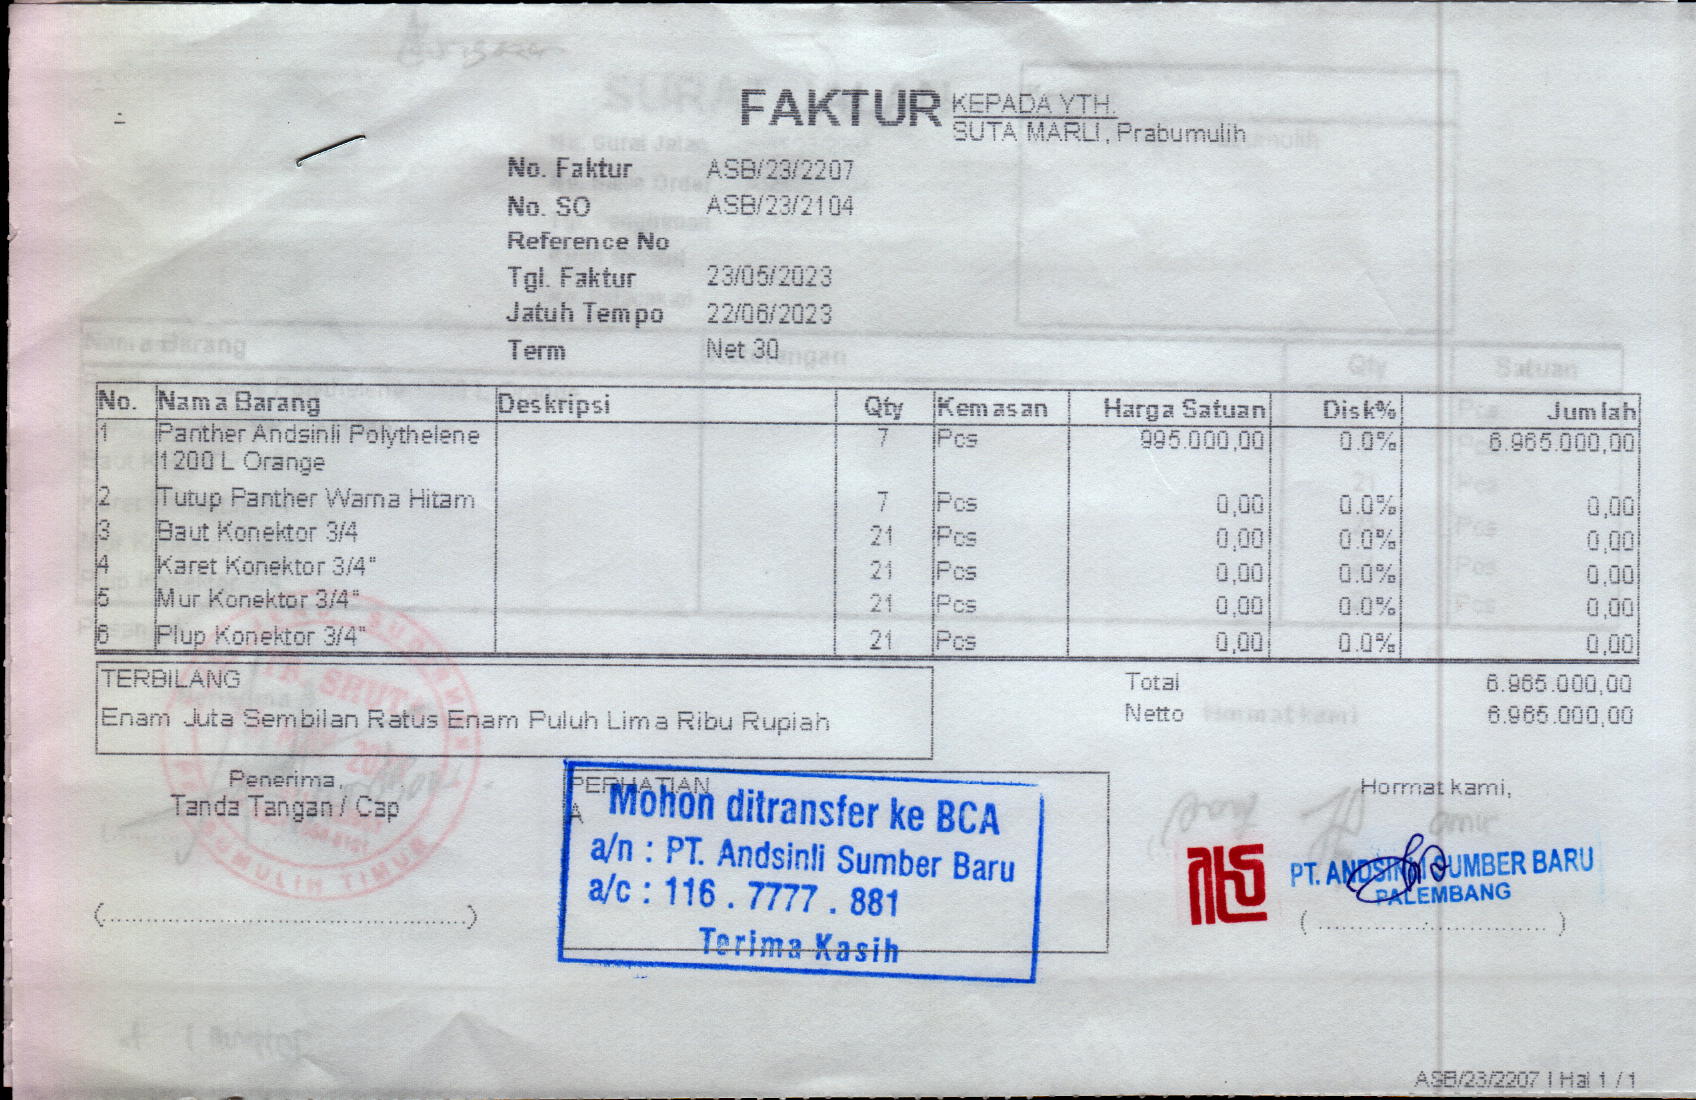 FAKTUR
KEPADA YTH.
SUTA MARLI, Prabumulih
No. Faktur ASB/23/2207
No. SO ASB/23/2104
Reference No
Tgl. Faktur 23/05/2023
Jatuh Tempo 22/06/2023
Term Net 30
No. Nama Barang Deskripsi Qty Kemasan Harga Satuan Disk% Jumlah
1 Panther Andsinli Polythelene 7 Pcs 995.000,00 0.0% 6.965.000,00
1200 L Orange
2 Tutup Panther Warna Hitam 7 Pcs 0,00 0.0% 0,00
3 Baut Konektor 3/4 21 Pcs 0,00 0.0% 0,00
4 Karet Konektor 3/4" 21 Pcs 0,00 0.0% 0,00
5 Mur Konektor 3/4" 21 Pcs 0,00 0.0% 0,00
6 Plup Konektor 3/4" 21 Pcs 0,00 0.0% 0,00
TERBILANG
Enam Juta Sembilan Ratus Enam Puluh Lima Ribu Rupiah
Total 6.965.000,00
Netto 6.965.000,00
Penerima,
Tanda Tangan / Cap
(.................................................)
PERHATIAN
A
Mohon ditransfer ke BCA
a/n : PT. Andsinli Sumber Baru
a/c : 116 . 7777 . 881
Terima Kasih
Hormat kami,
PT. ANDSINLI SUMBER BARU
PALEMBANG
( ............................... )
ASB/23/2207 | Hal 1 / 1